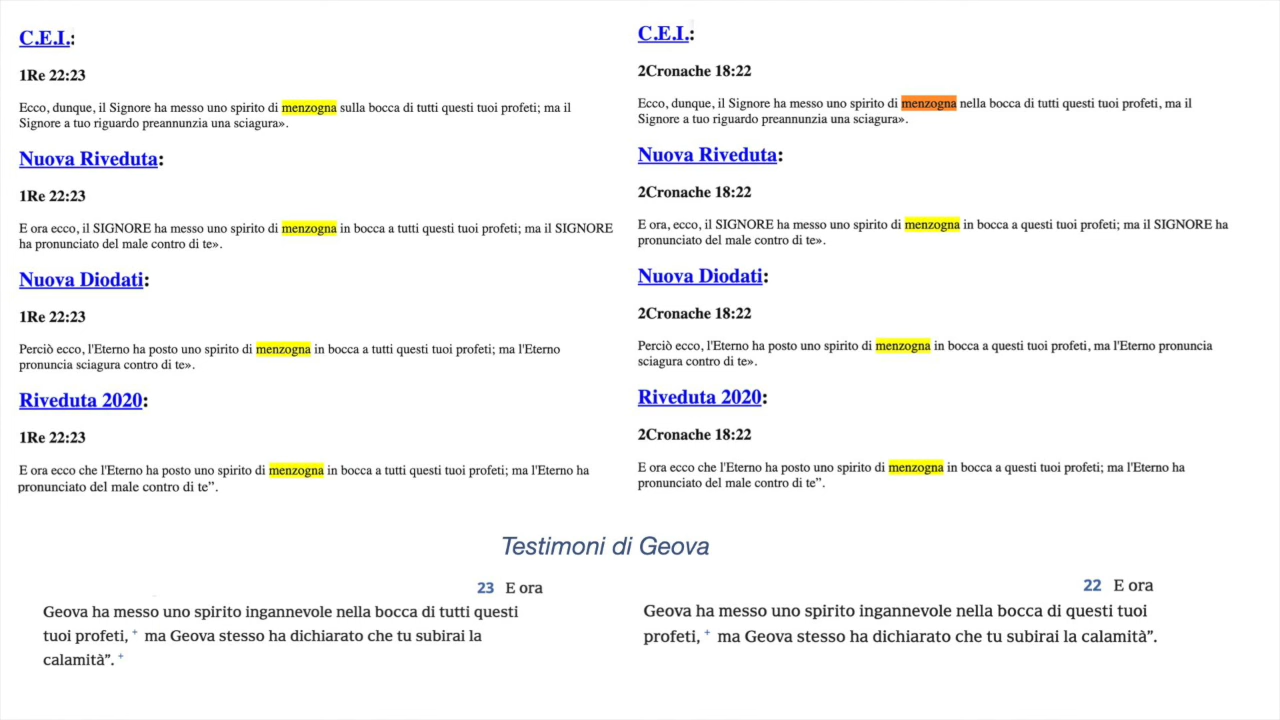 C.E.I.:
1Re 22:23
Ecco, dunque, il Signore ha messo uno spirito di menzogna sulla bocca di tutti questi tuoi profeti; ma il
Signore a tuo riguardo preannunzia una sciagura».
Nuova Riveduta:
1Re 22:23
E ora ecco, il SIGNORE ha messo uno spirito di menzogna in bocca a tutti questi tuoi profeti; ma il SIGNORE
ha pronunciato del male contro di te».
Nuova Diodati:
1Re 22:23
Perciò ecco, l'Eterno ha posto uno spirito di menzogna in bocca a tutti questi tuoi profeti; ma l'Eterno
pronuncia sciagura contro di te».
Riveduta 2020:
1Re 22:23
E ora ecco che l'Eterno ha posto uno spirito di menzogna in bocca a tutti questi tuoi profeti; ma l'Eterno ha
pronunciato del male contro di te”.
C.E.I.:
2Cronache 18:22
Ecco, dunque, il Signore ha messo uno spirito di menzogna nella bocca di tutti questi tuoi profeti, ma il
Signore a tuo riguardo preannunzia una sciagura».
Nuova Riveduta:
2Cronache 18:22
E ora, ecco, il SIGNORE ha messo uno spirito di menzogna in bocca a questi tuoi profeti; ma il SIGNORE ha
pronunciato del male contro di te».
Nuova Diodati:
2Cronache 18:22
Perciò ecco, l'Eterno ha posto uno spirito di menzogna in bocca a questi tuoi profeti, ma l'Eterno pronuncia
sciagura contro di te».
Riveduta 2020:
2Cronache 18:22
E ora ecco che l'Eterno ha posto uno spirito di menzogna in bocca a questi tuoi profeti; ma l'Eterno ha
pronunciato del male contro di te”.
Testimoni di Geova
23 E ora
Geova ha messo uno spirito ingannevole nella bocca di tutti questi
tuoi profeti,+ ma Geova stesso ha dichiarato che tu subirai la
calamità”.+
22 E ora
Geova ha messo uno spirito ingannevole nella bocca di questi tuoi
profeti,+ ma Geova stesso ha dichiarato che tu subirai la calamità”.